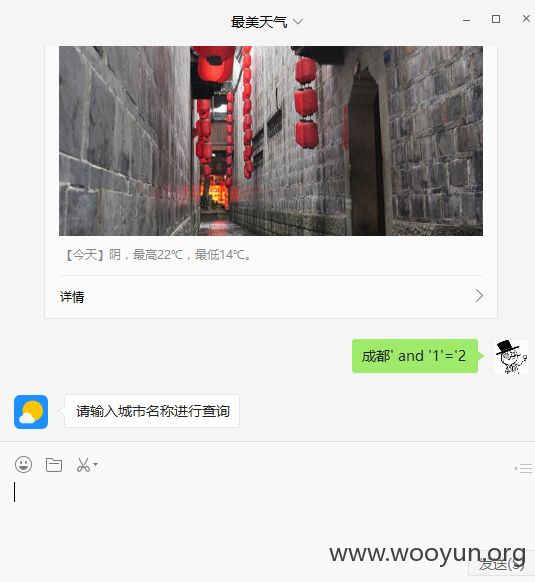 最美天气
【今天】阴，最高22℃，最低14℃。
详情
成都' and '1'='2
请输入城市名称进行查询
www.wooyun.org
发送(S)